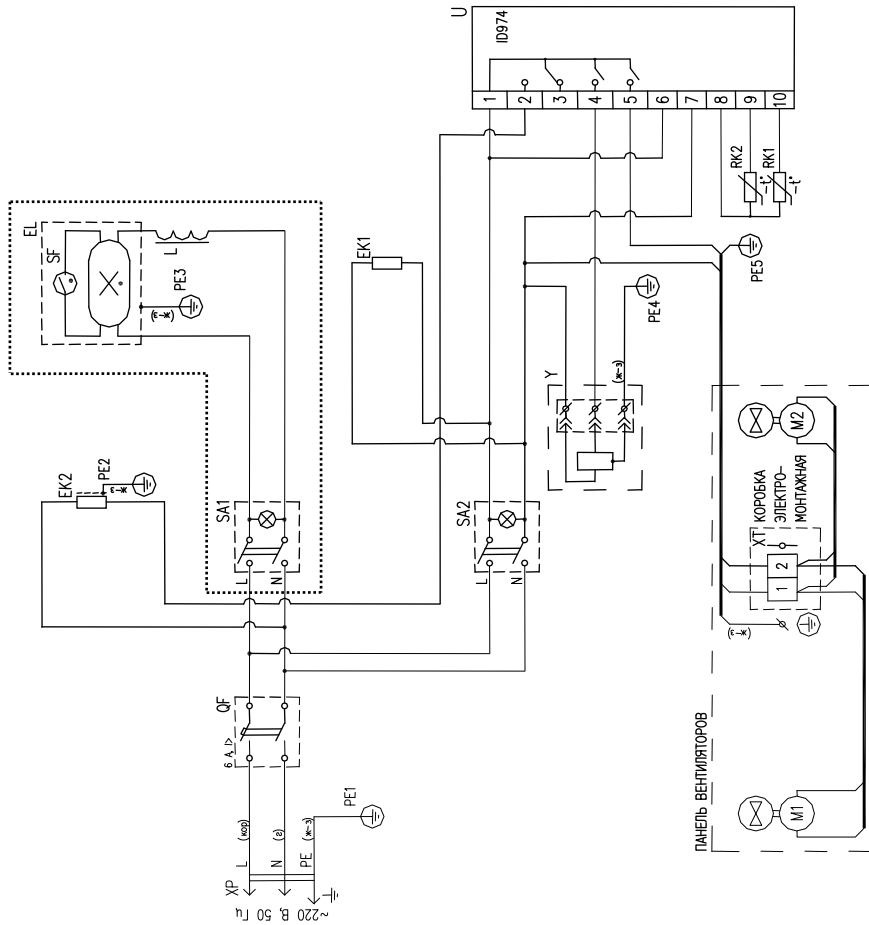 U
ID974
1
2
3
4
5
6
7
8
9
10
RK2
-t°
RK1
-t°
EL
SF
L
PE3
(ж-з)
EK1
EK2
PE2
ж-з
SA1
L
N
SA2
L
N
Y
(ж-з)
PE4
PE5
QF
6 А, I>
XP
L
(кор)
N
(г)
PE
(ж-з)
PE1
~220 В, 50 Гц
ПАНЕЛЬ ВЕНТИЛЯТОРОВ
M1
M2
XT
КОРОБКА
ЭЛЕКТРО-
МОНТАЖНАЯ
1
2
(ж-з)